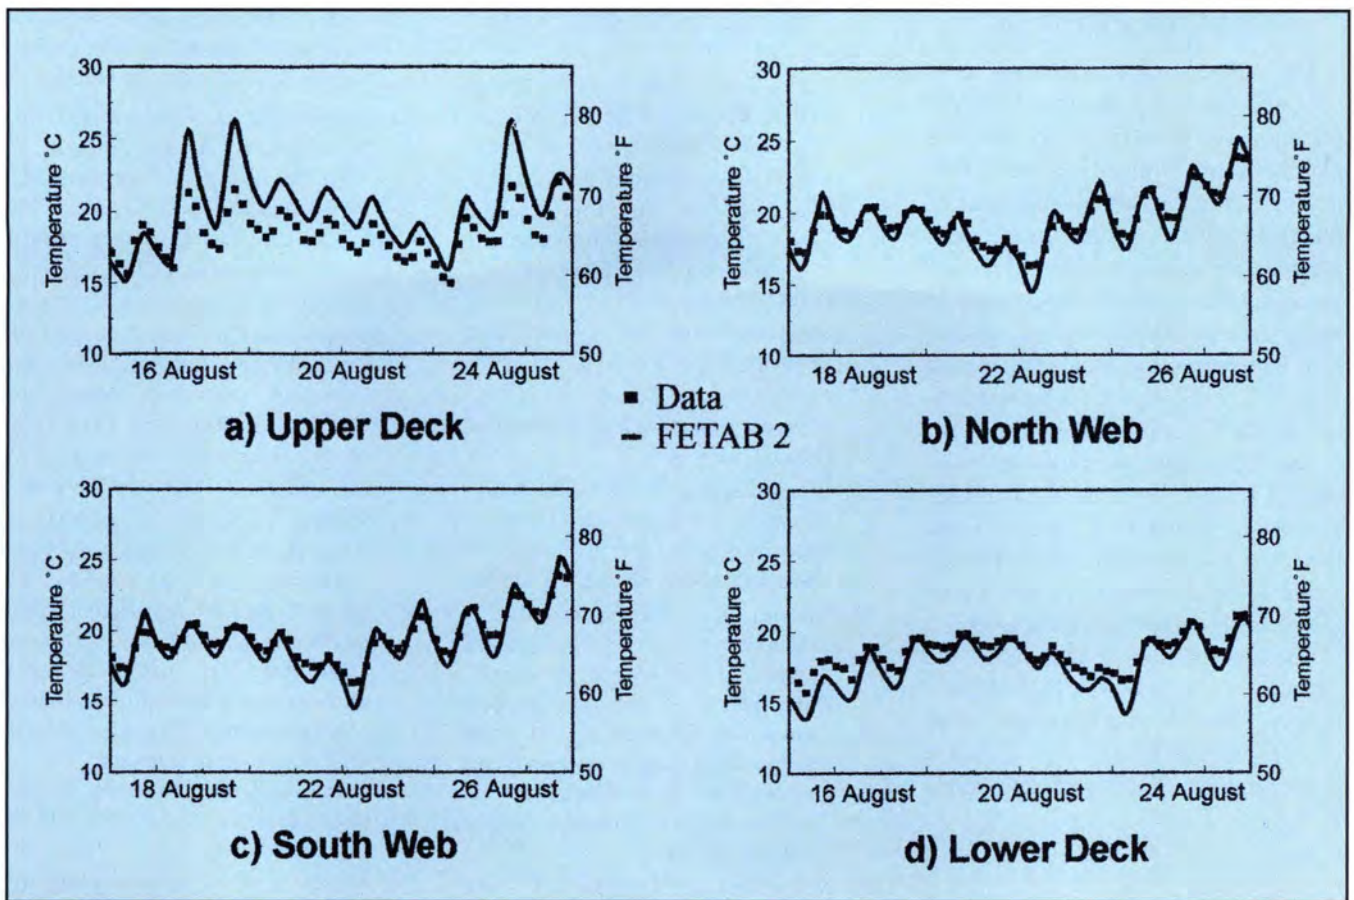 30
25
20
15
10
Temperature °C
80
70
60
50
Temperature °F
16 August
20 August
24 August
a) Upper Deck
30
25
20
15
10
Temperature °C
80
70
60
50
Temperature °F
18 August
22 August
26 August
b) North Web
Data
FETAB 2
30
25
20
15
10
Temperature °C
80
70
60
50
Temperature °F
18 August
22 August
26 August
c) South Web
30
25
20
15
10
Temperature °C
80
70
60
50
Temperature °F
16 August
20 August
24 August
d) Lower Deck